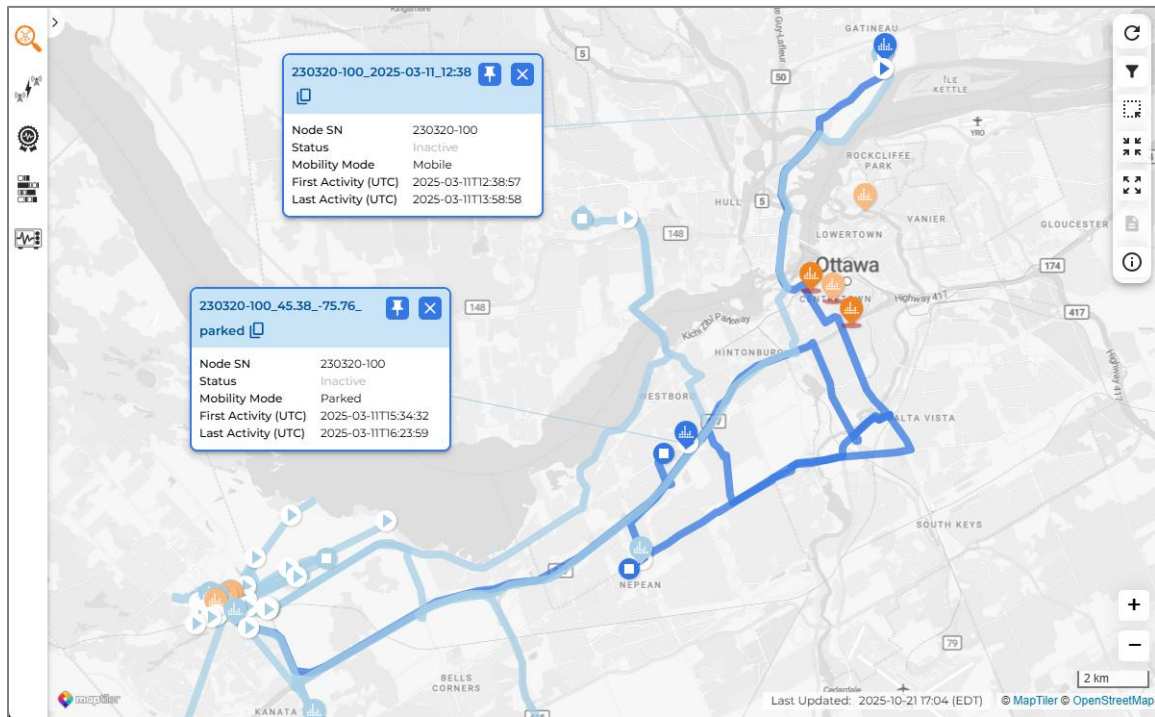 GATINEAU
5
50
ÎLE
KETTLE
230320-100_2025-03-11_12:38
Node SN 230320-100
Status Inactive
Mobility Mode Mobile
First Activity (UTC) 2025-03-11T12:38:57
Last Activity (UTC) 2025-03-11T13:58:58
YRO
ROCKCLIFFE
PARK
HULL
5
VANIER
LOWERTOWN
GLOUCESTER
148
Ottawa
174
CENTRETOWN
Highway 417
417
Highway 417
230320-100_45.38_-75.76_
parked
Node SN 230320-100
Status Inactive
Mobility Mode Parked
First Activity (UTC) 2025-03-11T15:34:32
Last Activity (UTC) 2025-03-11T16:23:59
148
Kichi Zībī Parkway
HINTONBURG
WESTBORO
ALTA VISTA
SOUTH KEYS
NEPEAN
79
BELLS
CORNERS
KANATA
2 km
maptiler
Cedardale
Last Updated: 2025-10-21 17:04 (EDT)
© MapTiler © OpenStreetMap